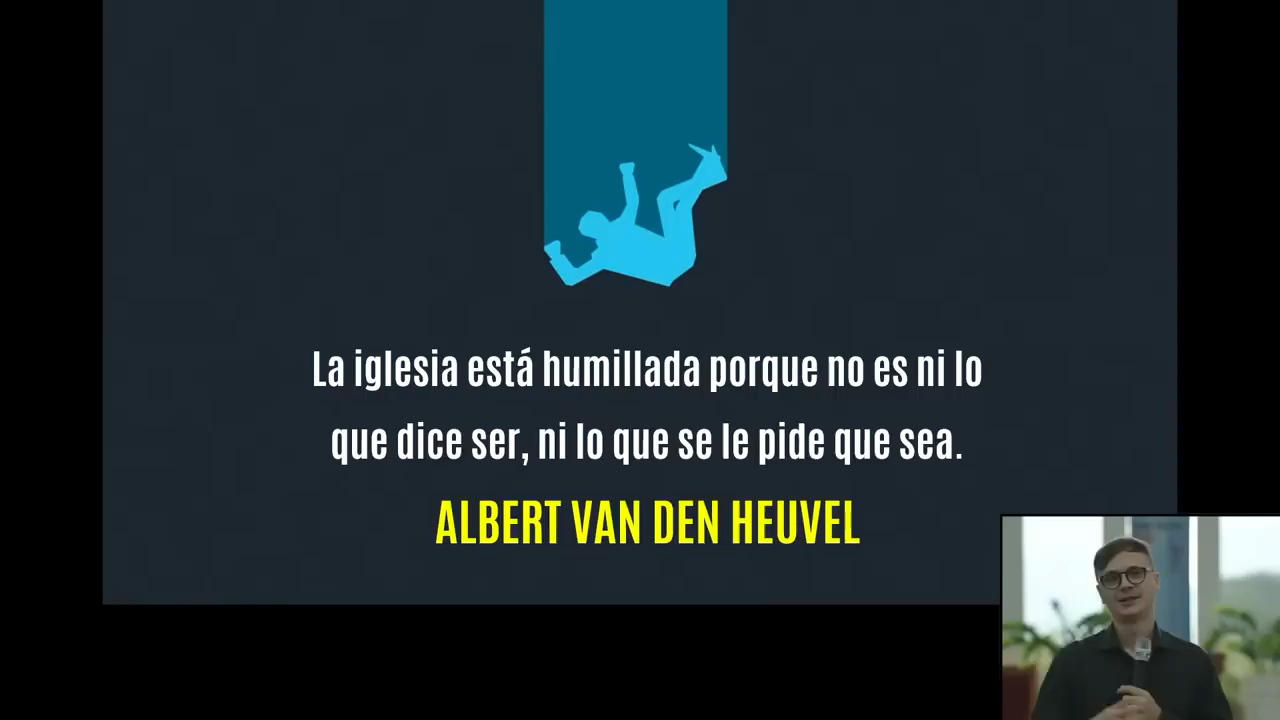 La iglesia está humillada porque no es ni lo
que dice ser, ni lo que se le pide que sea.
ALBERT VAN DEN HEUVEL